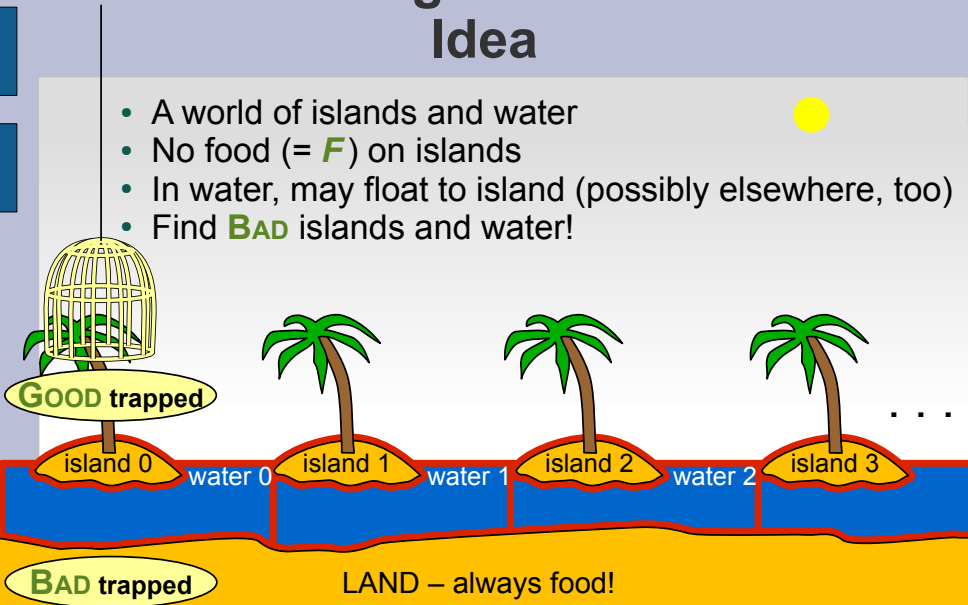 Idea
• A world of islands and water
• No food (= F) on islands
• In water, may float to island (possibly elsewhere, too)
• Find BAD islands and water!
GOOD trapped
. . .
island 0
water 0
island 1
water 1
island 2
water 2
island 3
BAD trapped
LAND – always food!